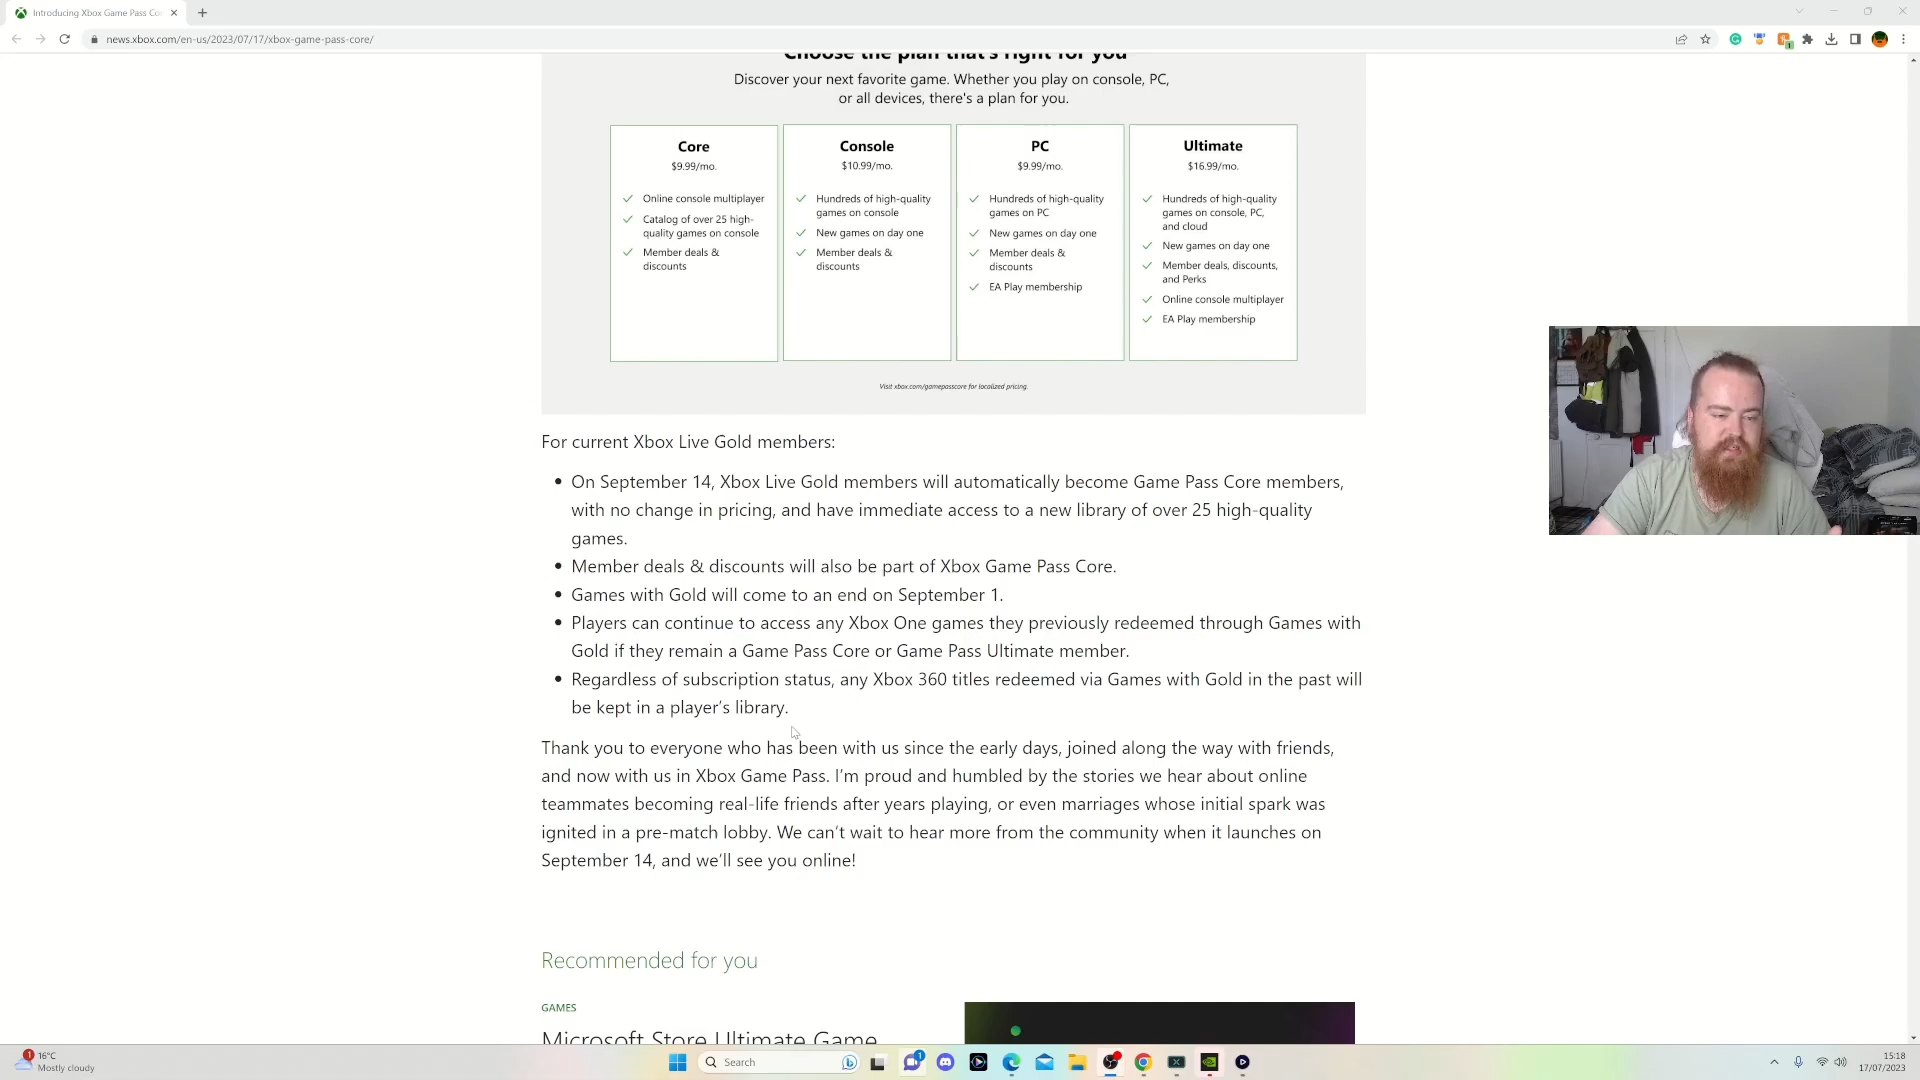 Introducing Xbox Game Pass Co
news.xbox.com/en-us/2023/07/17/xbox-game-pass-core/
Choose the plan that's right for you
Discover your next favorite game. Whether you play on console, PC,
or all devices, there's a plan for you.
Core
$9.99/mo.
Online console multiplayer
Catalog of over 25 high-
quality games on console
Member deals &
discounts
Console
$10.99/mo.
Hundreds of high-quality
games on console
New games on day one
Member deals &
discounts
PC
$9.99/mo.
Hundreds of high-quality
games on PC
New games on day one
Member deals &
discounts
EA Play membership
Ultimate
$16.99/mo.
Hundreds of high-quality
games on console, PC,
and cloud
New games on day one
Member deals, discounts,
and Perks
Online console multiplayer
EA Play membership
Visit xbox.com/gamepasscore for localized pricing.
For current Xbox Live Gold members:
On September 14, Xbox Live Gold members will automatically become Game Pass Core members,
with no change in pricing, and have immediate access to a new library of over 25 high-quality
games.
Member deals & discounts will also be part of Xbox Game Pass Core.
Games with Gold will come to an end on September 1.
Players can continue to access any Xbox One games they previously redeemed through Games with
Gold if they remain a Game Pass Core or Game Pass Ultimate member.
Regardless of subscription status, any Xbox 360 titles redeemed via Games with Gold in the past will
be kept in a player's library.
Thank you to everyone who has been with us since the early days, joined along the way with friends,
and now with us in Xbox Game Pass. I'm proud and humbled by the stories we hear about online
teammates becoming real-life friends after years playing, or even marriages whose initial spark was
ignited in a pre-match lobby. We can't wait to hear more from the community when it launches on
September 14, and we'll see you online!
Recommended for you
GAMES
Microsoft Store Ultimate Game
1
16°C
Mostly cloudy
Search
1
15:18
17/07/2023